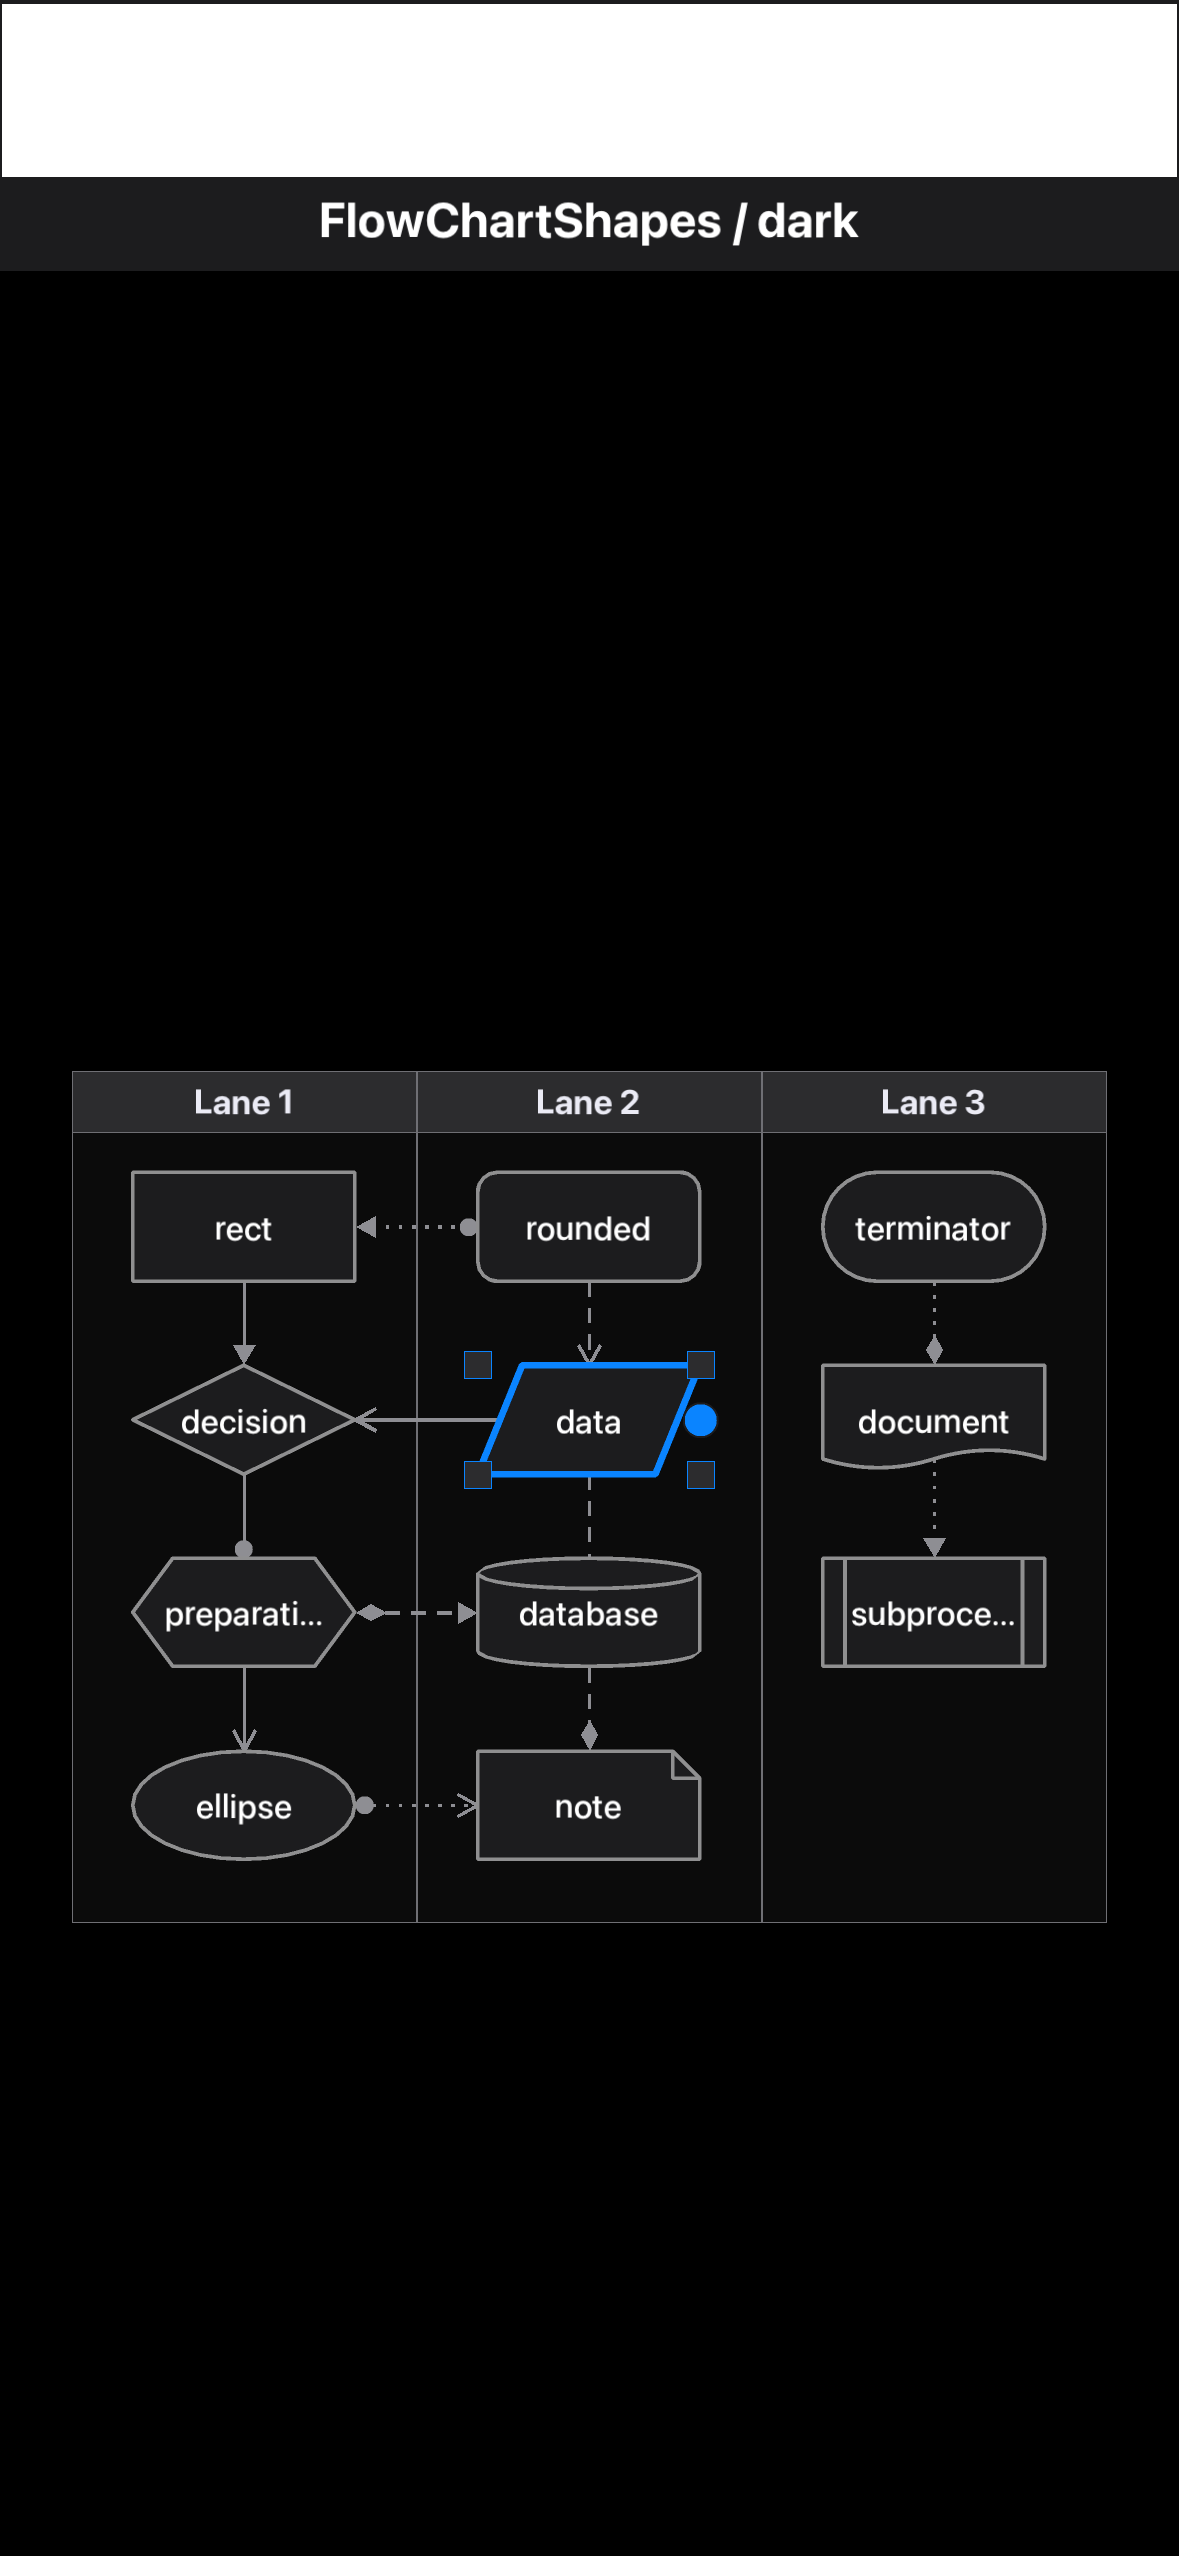 FlowChartShapes / dark
Lane 1
Lane 2
Lane 3
rect
rounded
terminator
decision
data
document
preparati...
database
subproce...
ellipse
note